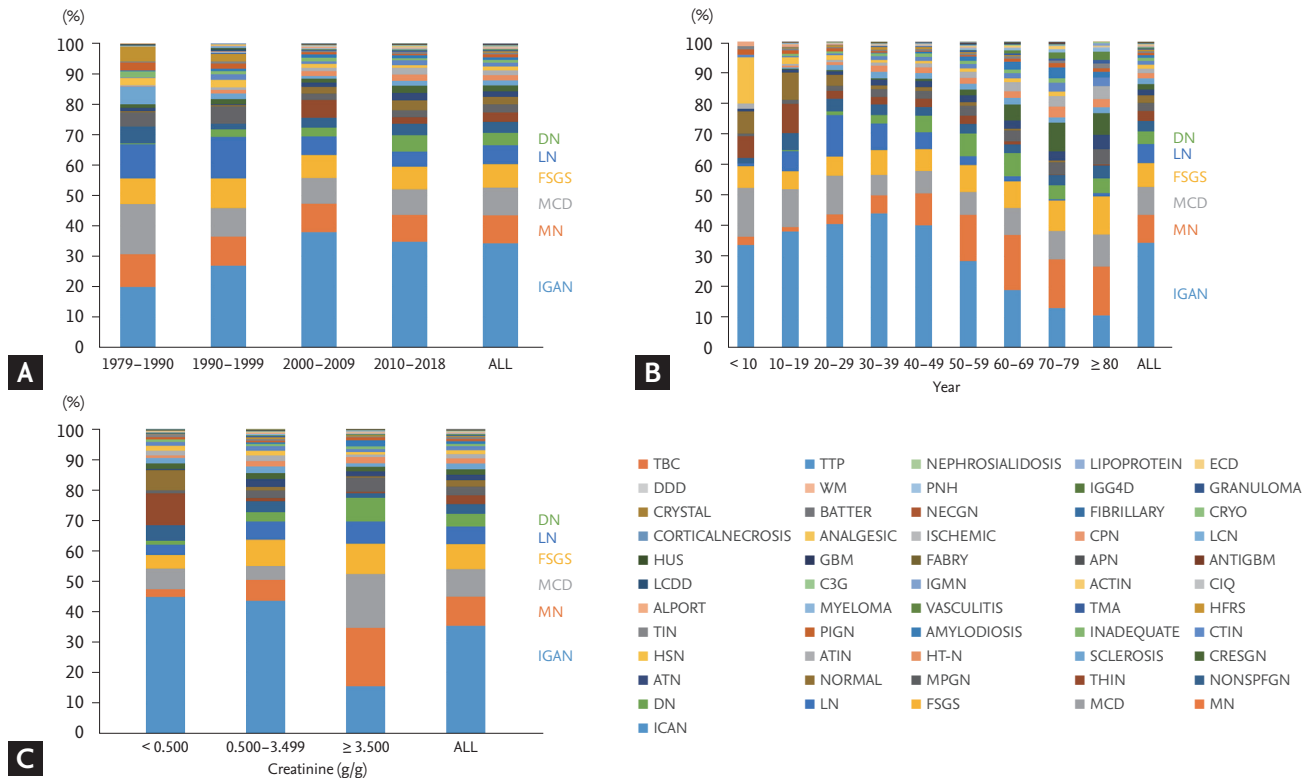 (%)
100
90
80
70
60
50
40
30
20
10
0
DN
LN
FSGS
MCD
MN
IGAN
1979–1990 1990–1999 2000–2009 2010–2018 ALL
A
(%)
100
90
80
70
60
50
40
30
20
10
0
DN
LN
FSGS
MCD
MN
IGAN
< 10 10–19 20–29 30–39 40–49 50–59 60–69 70–79 ≥ 80 ALL
Year
B
(%)
100
90
80
70
60
50
40
30
20
10
0
DN
LN
FSGS
MCD
MN
IGAN
< 0.500 0.500–3.499 ≥ 3.500 ALL
Creatinine (g/g)
C
TBC TTP NEPHROSIALIDOSIS LIPOPROTEIN ECD
DDD WM PNH IGG4D GRANULOMA
CRYSTAL BATTER NECGN FIBRILLARY CRYO
CORTICALNECROSIS ANALGESIC ISCHEMIC CPN LCN
HUS GBM FABRY APN ANTIGBM
LCDD C3G IGMN ACTIN CIQ
ALPORT MYELOMA VASCULITIS TMA HFRS
TIN PIGN AMYLODIOSIS INADEQUATE CTIN
HSN ATIN HT-N SCLEROSIS CRESGN
ATN NORMAL MPGN THIN NONSPFGN
DN LN FSGS MCD MN
ICAN